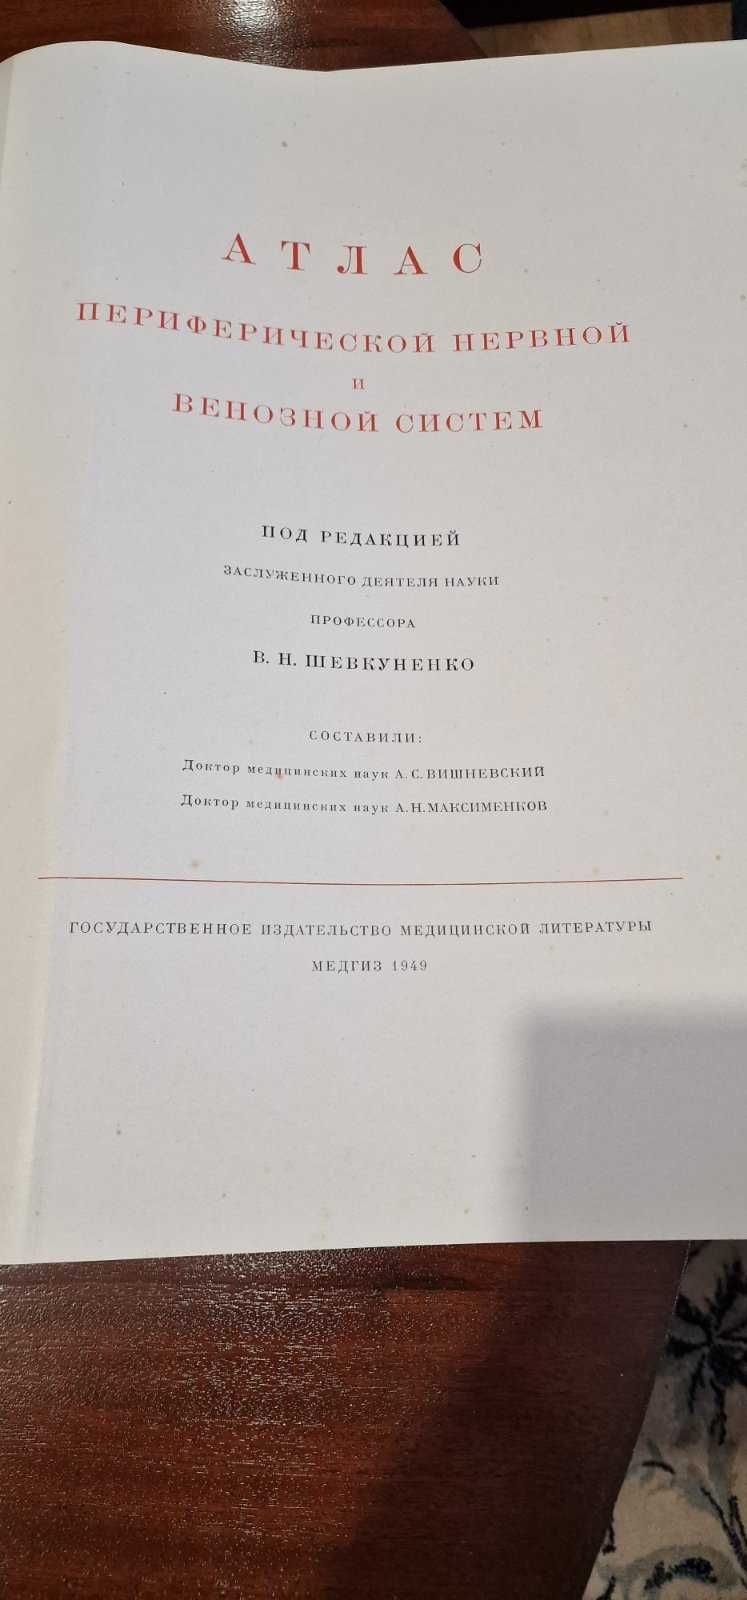 АТЛАС
ПЕРИФЕРИЧЕСКОЙ НЕРВНОЙ
И
ВЕНОЗНОЙ СИСТЕМ
ПОД РЕДАКЦИЕЙ
ЗАСЛУЖЕННОГО ДЕЯТЕЛЯ НАУКИ
ПРОФЕССОРА
В. Н. ШЕВКУНЕНКО
СОСТАВИЛИ:
Доктор медицинских наук А. С. ВИШНЕВСКИЙ
Доктор медицинских наук А. Н. МАКСИМЕНКОВ
ГОСУДАРСТВЕННОЕ ИЗДАТЕЛЬСТВО МЕДИЦИНСКОЙ ЛИТЕРАТУРЫ
МЕДГИЗ 1949